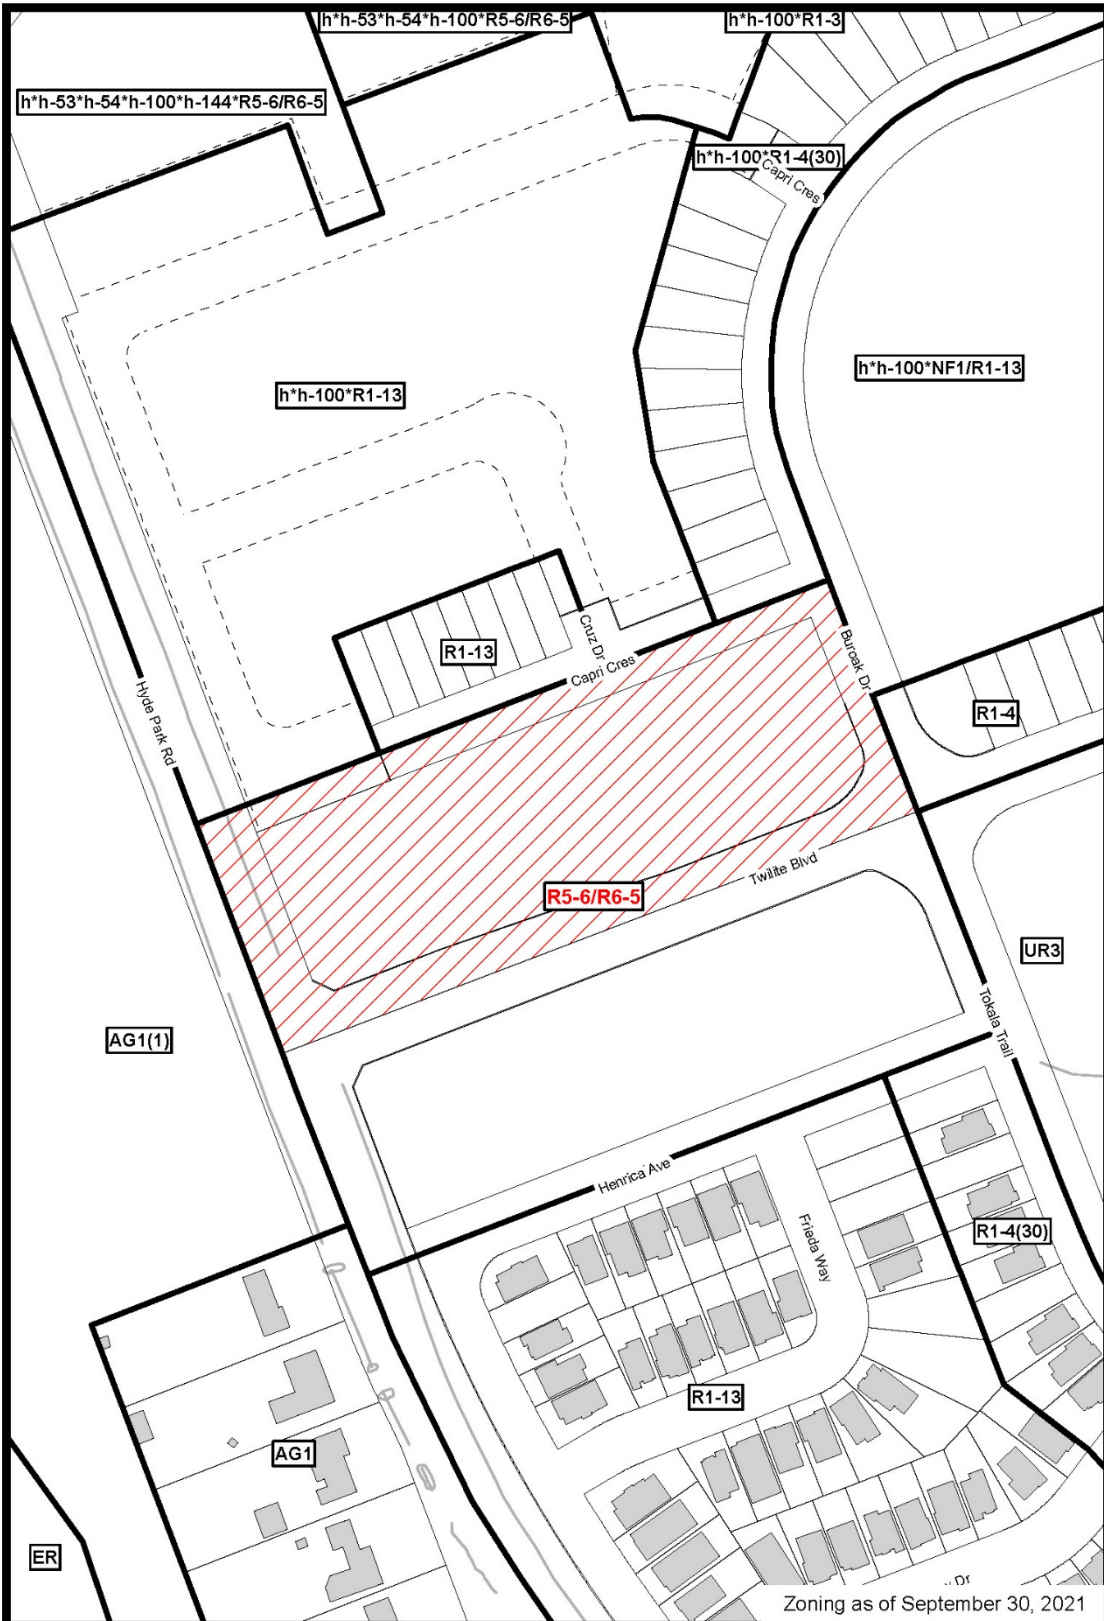 h*h-53*h-54*h-100*R5-6/R6-5
h*h-100*R1-3
h*h-53*h-54*h-100*h-144*R5-6/R6-5
h*h-100*R1-4(30)
Capri Cres
h*h-100*NF1/R1-13
h*h-100*R1-13
Cruz Dr
R1-13
Capri Cres
Buroak Dr
Hyde Park Rd
R1-4
Twilite Blvd
R5-6/R6-5
UR3
Tokala Trail
AG1(1)
Henrica Ave
Frieda Way
R1-4(30)
R1-13
AG1
ER
Dr
Zoning as of September 30, 2021